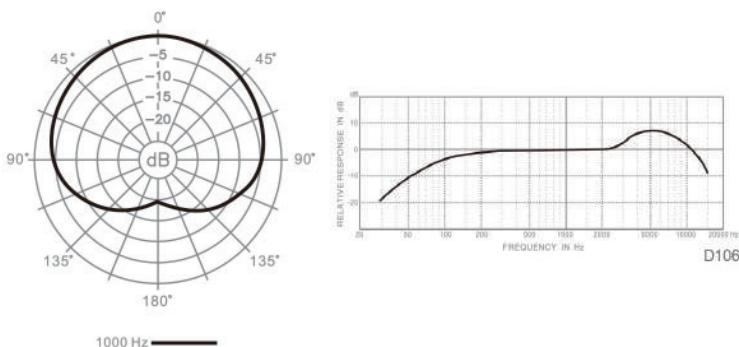 0°
45° 45°
−5
−10
−15
−20
90° dB 90°
135° 135°
180°
1000 Hz
dB
RELATIVE RESPONSE IN dB
10
0
-10
-20
20 50 100 200 500 1000 2000 5000 10000 20000 Hz
FREQUENCY IN Hz
D106